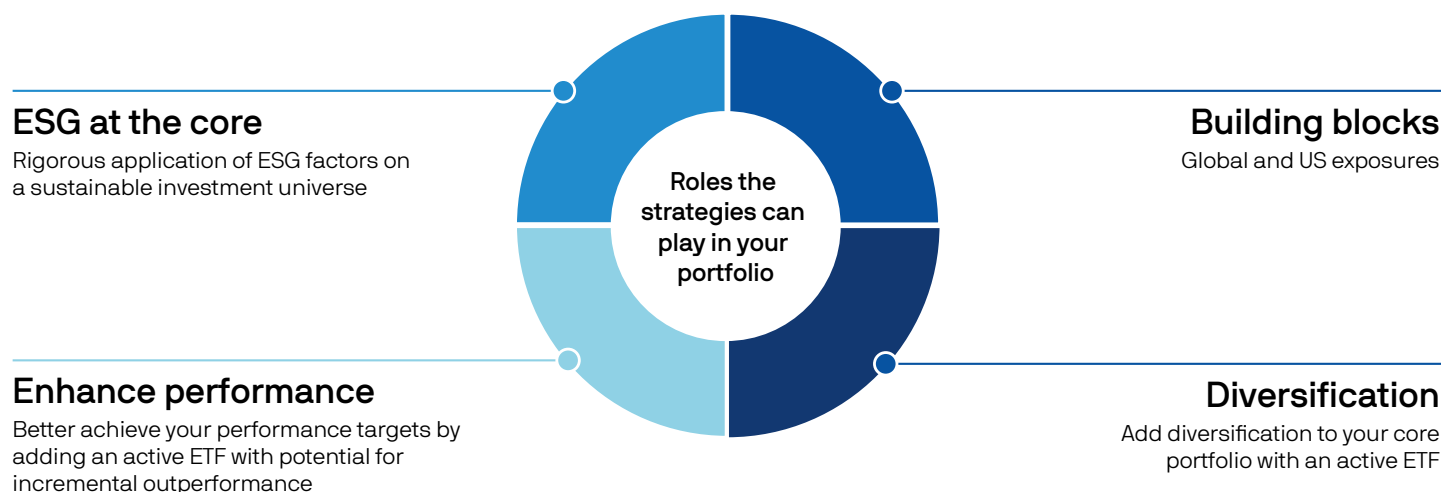 ESG at the core
Rigorous application of ESG factors on
a sustainable investment universe
Building blocks
Global and US exposures
Roles the
strategies can
play in your
portfolio
Enhance performance
Better achieve your performance targets by
adding an active ETF with potential for
incremental outperformance
Diversification
Add diversification to your core
portfolio with an active ETF